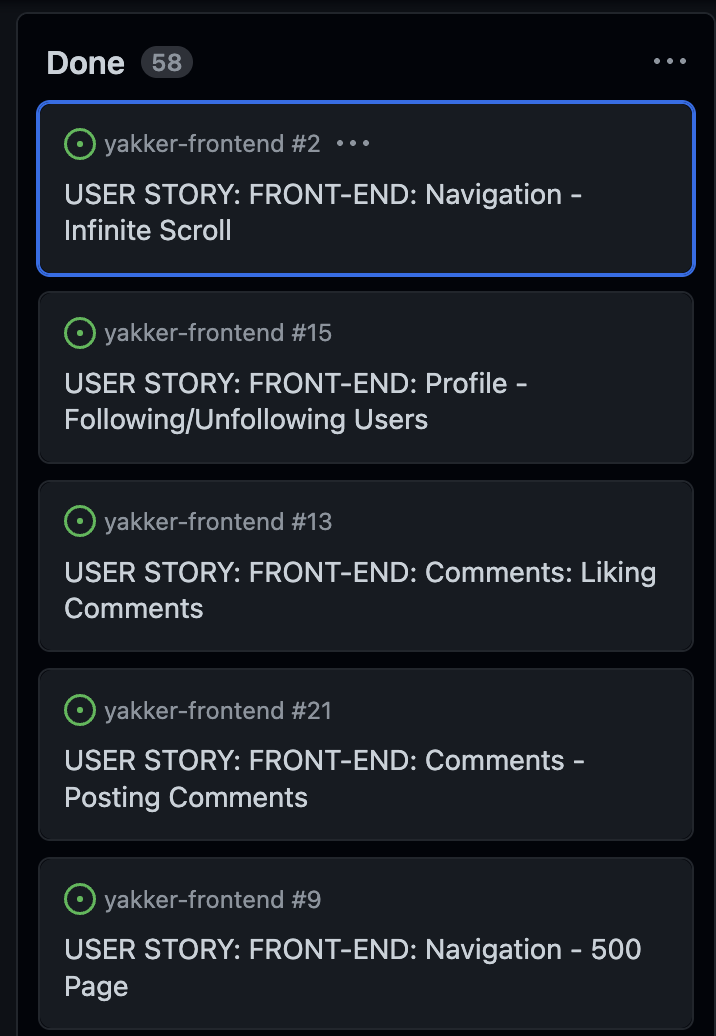 Done 58
yakker-frontend #2
USER STORY: FRONT-END: Navigation -
Infinite Scroll
yakker-frontend #15
USER STORY: FRONT-END: Profile -
Following/Unfollowing Users
yakker-frontend #13
USER STORY: FRONT-END: Comments: Liking
Comments
yakker-frontend #21
USER STORY: FRONT-END: Comments -
Posting Comments
yakker-frontend #9
USER STORY: FRONT-END: Navigation - 500
Page